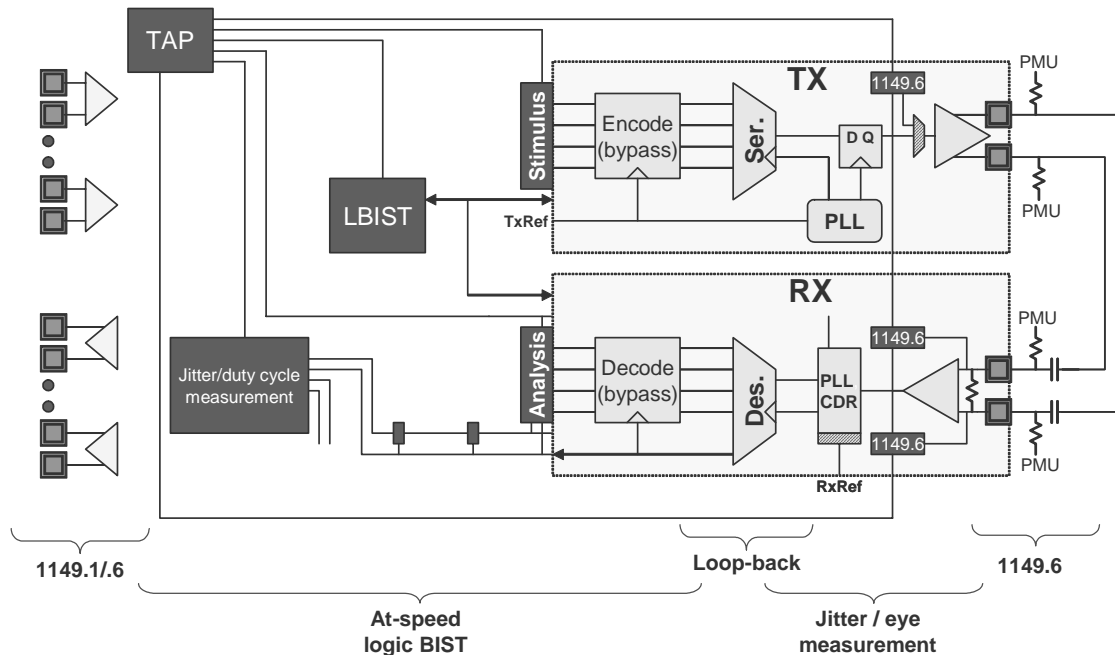 TAP
1149.6
TX
PMU
Stimulus
Encode
(bypass)
Ser.
D Q
LBIST
TxRef
PLL
PMU
RX
PMU
1149.6
Jitter/duty cycle
measurement
Analysis
Decode
(bypass)
Des.
PLL
CDR
1149.6
PMU
RxRef
1149.1/.6
Loop-back
1149.6
At-speed
logic BIST
Jitter / eye
measurement